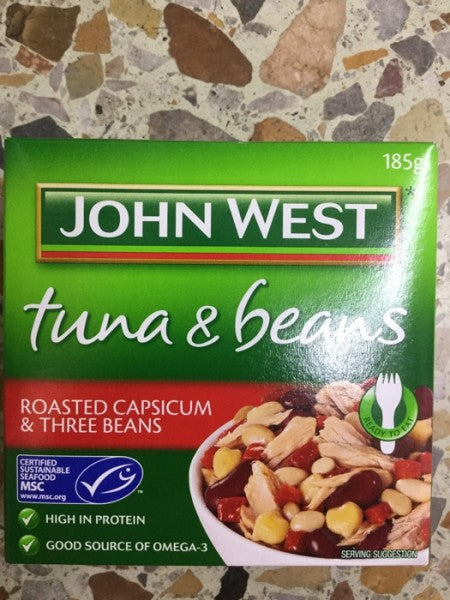 185g
JOHN WEST
tuna & beans
ROASTED CAPSICUM
& THREE BEANS
READY TO EAT
CERTIFIED
SUSTAINABLE
SEAFOOD
MSC
www.msc.org
TM
HIGH IN PROTEIN
GOOD SOURCE OF OMEGA-3
SERVING SUGGESTION